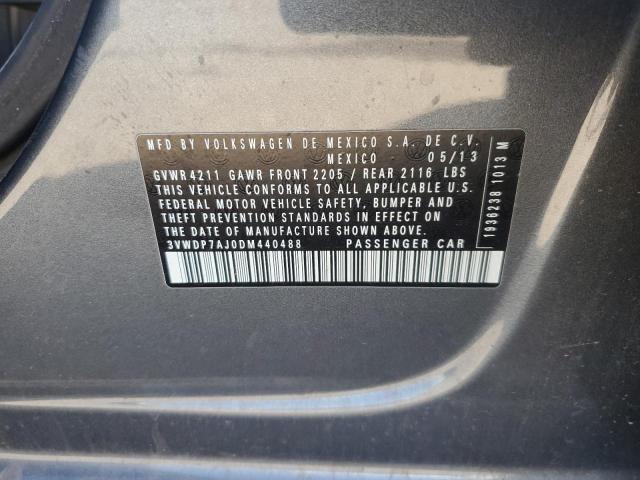 MFD BY VOLKSWAGEN DE MEXICO S.A. DE C.V.
MEXICO - 05/13
GVWR 4211 GAWR FRONT 2205 / REAR 2116 LBS
THIS VEHICLE CONFORMS TO ALL APPLICABLE U.S.
FEDERAL MOTOR VEHICLE SAFETY, BUMPER AND
THEFT PREVENTION STANDARDS IN EFFECT ON THE
DATE OF MANUFACTURE SHOWN ABOVE.
3VWDP7AJ0DM440488 PASSENGER CAR
1936238 1013 M